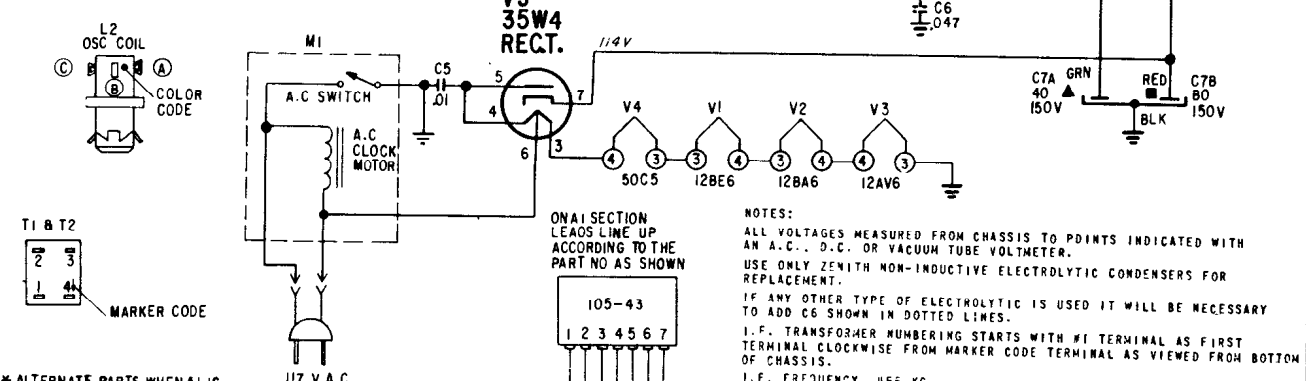 V5
35W4
RECT.
C6
.047
L2
OSC COIL
C
A
B
COLOR
CODE
M1
A.C SWITCH
A.C
CLOCK
MOTOR
C5
.01
5
4
6
3
7
114V
V4
V1
V2
V3
4
3
3
4
3
4
4
3
50C5
12BE6
12BA6
12AV6
C7A
40
150V
GRN
RED
BLK
C7B
80
150V
T1 & T2
2
3
1
4
MARKER CODE
117 V.A.C.
ON A1 SECTION
LEADS LINE UP
ACCORDING TO THE
PART NO AS SHOWN
105-43
1 2 3 4 5 6 7
NOTES:
ALL VOLTAGES MEASURED FROM CHASSIS TO POINTS INDICATED WITH
AN A.C., D.C. OR VACUUM TUBE VOLTMETER.
USE ONLY ZENITH NON-INDUCTIVE ELECTROLYTIC CONDENSERS FOR
REPLACEMENT.
IF ANY OTHER TYPE OF ELECTROLYTIC IS USED IT WILL BE NECESSARY
TO ADD C6 SHOWN IN DOTTED LINES.
I.F. TRANSFORMER NUMBERING STARTS WITH #1 TERMINAL AS FIRST
TERMINAL CLOCKWISE FROM MARKER CODE TERMINAL AS VIEWED FROM BOTTOM
OF CHASSIS.
I.F. FREQUENCY 455 KC
* ALTERNATE PARTS WHEN